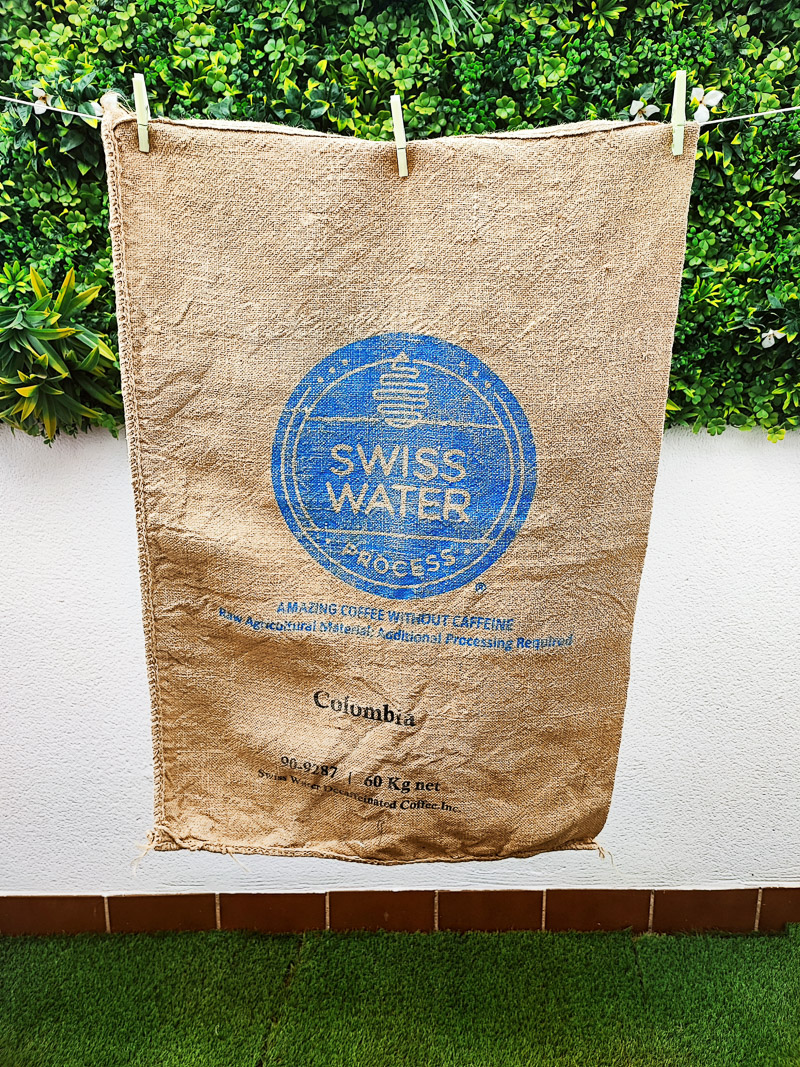 SWISS
WATER
PROCESS
®
AMAZING COFFEE WITHOUT CAFFEINE
Raw Agricultural Material. Additional Processing Required
Colombia
90-9287 | 60 Kg net
Swiss Water Decaffeinated Coffee Inc.